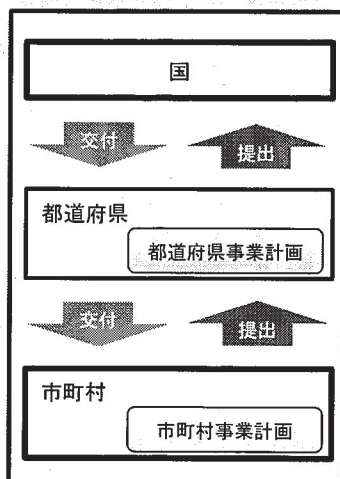 国
交付 提出
都道府県
都道府県事業計画
交付 提出
市町村
市町村事業計画